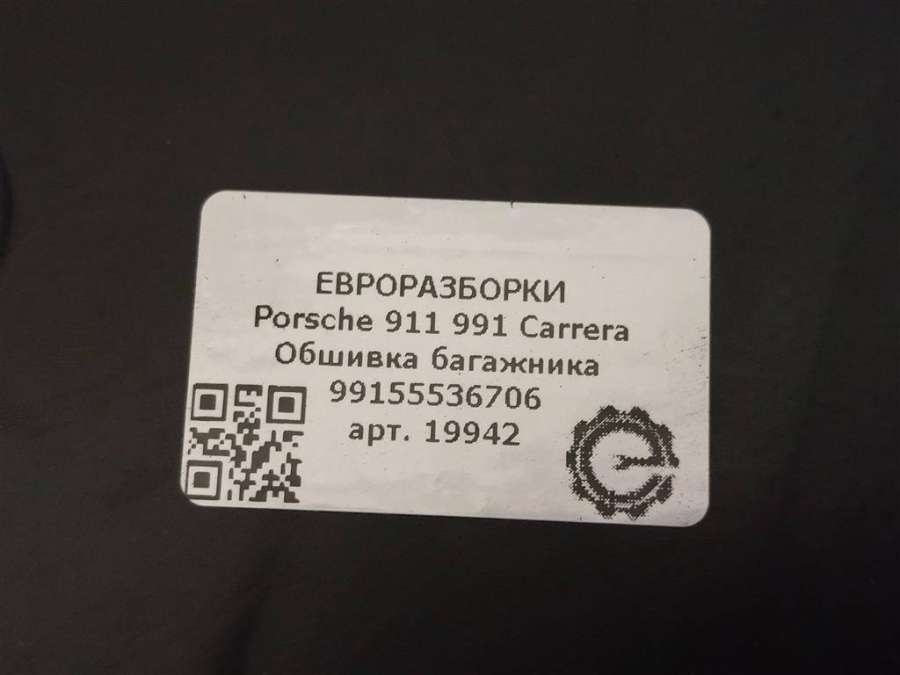 ЕВРОРАЗБОРКИ
Porsche 911 991 Carrera
Обшивка багажника
99155536706
арт. 19942